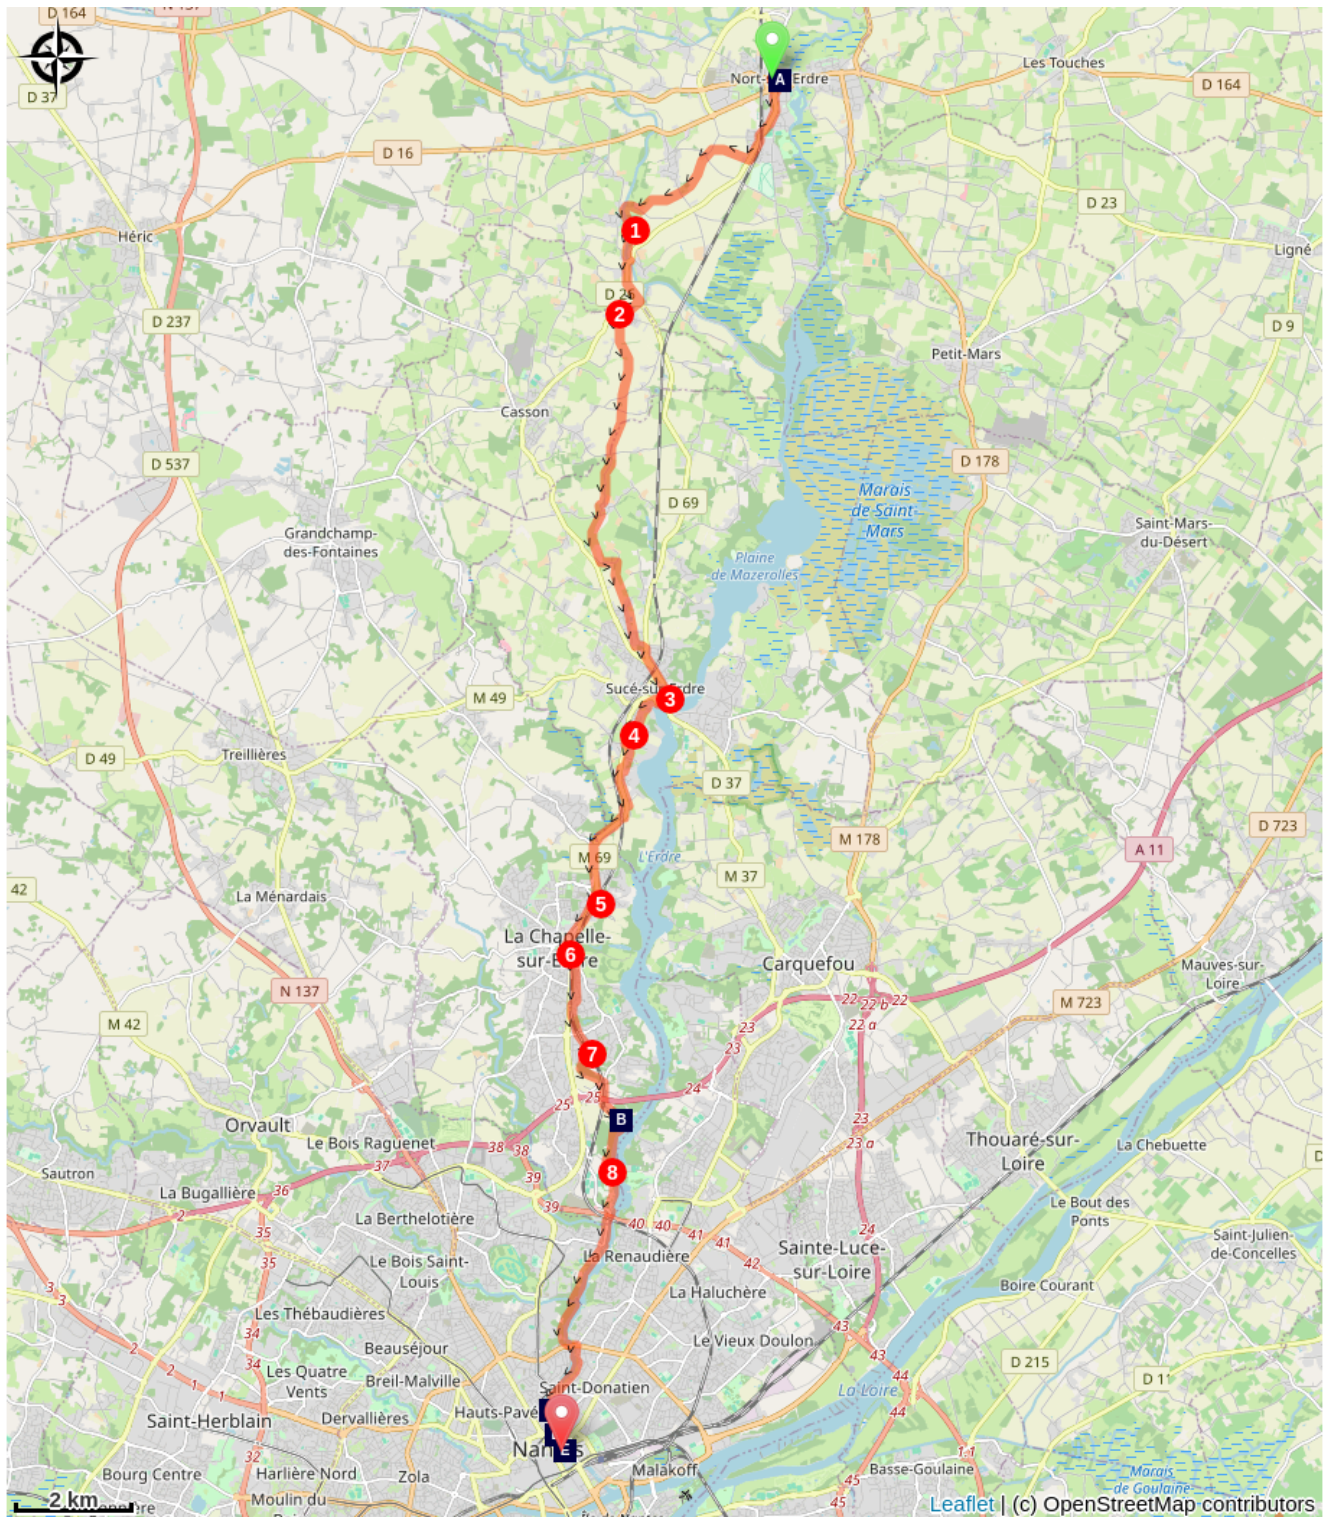 D 164
N 137
Nort-s
A
Erdre
Les Touches
D 164
D 37
D 16
D 23
1
Héric
Ligné
D 26
2
D 237
D 9
Petit-Mars
Casson
D 537
D 178
D 69
Marais
de Saint-
Mars
Grandchamp-
des-Fontaines
Saint-Mars-
du-Désert
Plaine
de Mazerolles
Sucé-su
rdre
3
M 49
4
D 49
Treillières
D 37
D 723
M 178
A 11
L'Erdre
M 69
M 37
42
La Ménardais
5
La Chapelle-
sur-E
dre
6
Carquefou
Mauves-sur-
Loire
N 137
22
22 b
22
M 723
M 42
22 a
23
23
7
24
25
25
B
23
23 a
Orvault
Le Bois Raguenet
38
38
37
Thouaré-sur-
Loire
La Chebuette
Sautron
8
La Bugallière
36
39
Le Bout des
Ponts
2
35
La Berthelotière
39
40
40
41
41
24
Saint-Julien-
de-Concelles
35
Le Bois Saint-
Louis
La Renaudière
Sainte-Luce-
sur-Loire
42
La Haluchère
Boire Courant
3
3
Les Thébaudières
34
Beauséjour
Le Vieux Doulon
43
43
2
34
Les Quatre
Vents
Breil-Malville
D 215
D 11
1
1
Saint-Donatien
La Loire
44
Saint-Herblain
Dervallières
Hauts-Pavé
44
Nan
s
E
32
Bourg Centre
Harlière Nord
Zola
Malakoff
Basse-Goulaine
1.1
45
45
Marais
de Goulaine
2 km
Moulin du
Leaflet | (c) OpenStreetMap contributors